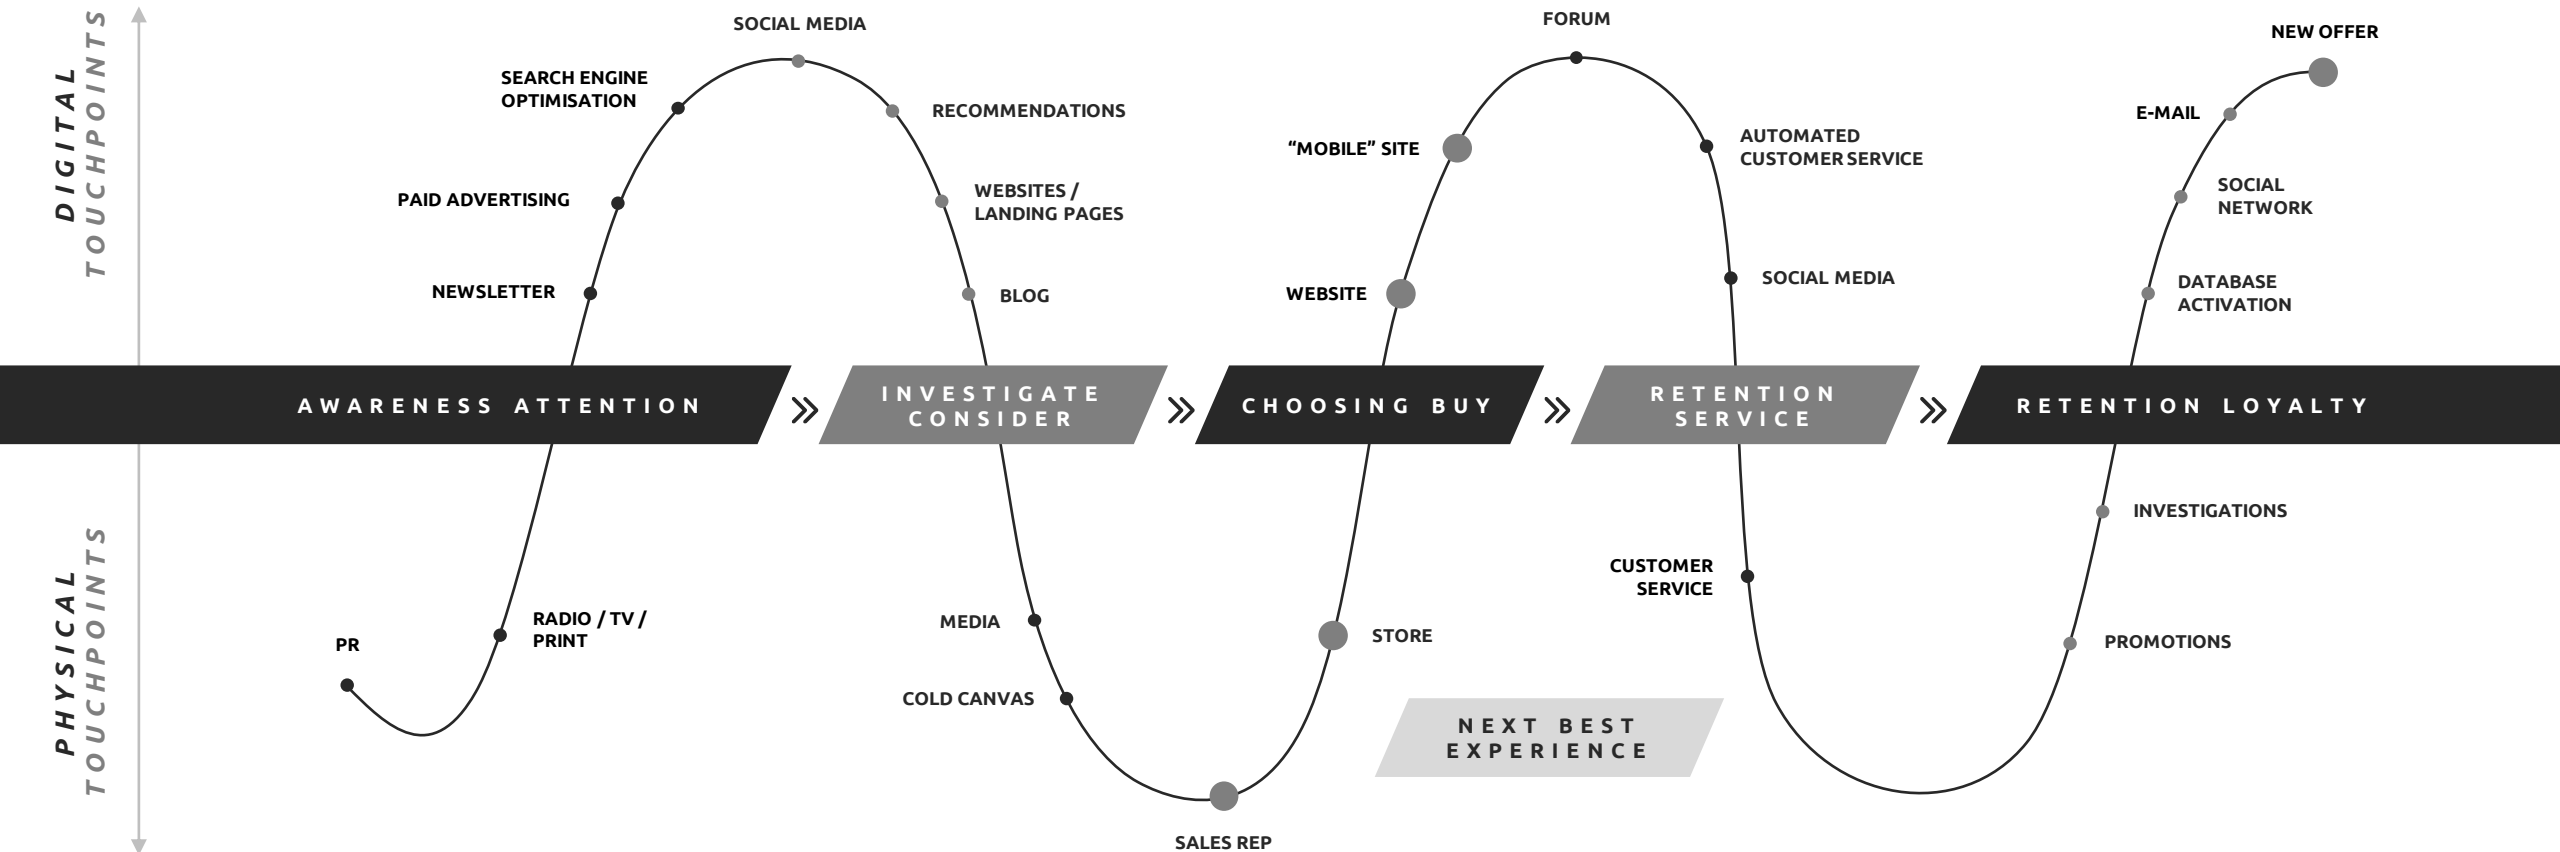 DIGITAL
TOUCHPOINTS
PHYSICAL
TOUCHPOINTS
PR
RADIO / TV /
PRINT
NEWSLETTER
PAID ADVERTISING
SEARCH ENGINE
OPTIMISATION
SOCIAL MEDIA
RECOMMENDATIONS
WEBSITES /
LANDING PAGES
BLOG
AWARENESS ATTENTION
INVESTIGATE
CONSIDER
CHOOSING BUY
RETENTION
SERVICE
RETENTION LOYALTY
MEDIA
COLD CANVAS
SALES REP
STORE
WEBSITE
“MOBILE” SITE
FORUM
AUTOMATED
CUSTOMER SERVICE
SOCIAL MEDIA
CUSTOMER
SERVICE
NEXT BEST
EXPERIENCE
PROMOTIONS
INVESTIGATIONS
DATABASE
ACTIVATION
SOCIAL
NETWORK
E-MAIL
NEW OFFER